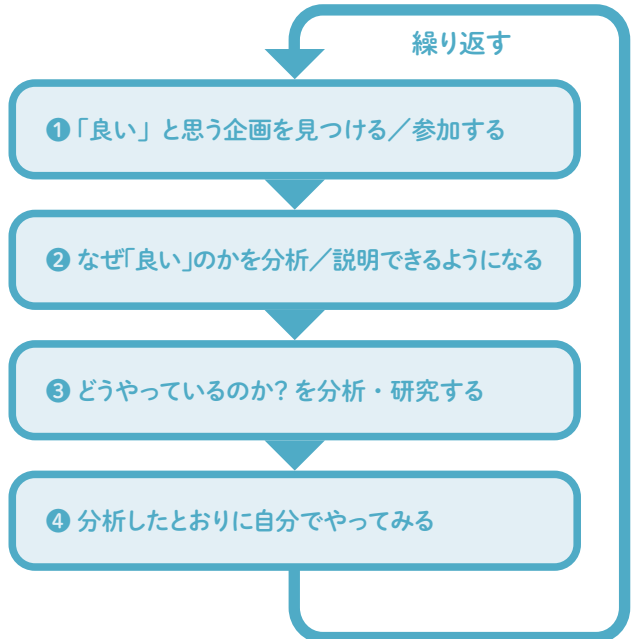 繰り返す
❶「良い」と思う企画を見つける／参加する
❷ なぜ「良い」のかを分析／説明できるようになる
❸ どうやっているのか？を分析・研究する
❹ 分析したとおりに自分でやってみる